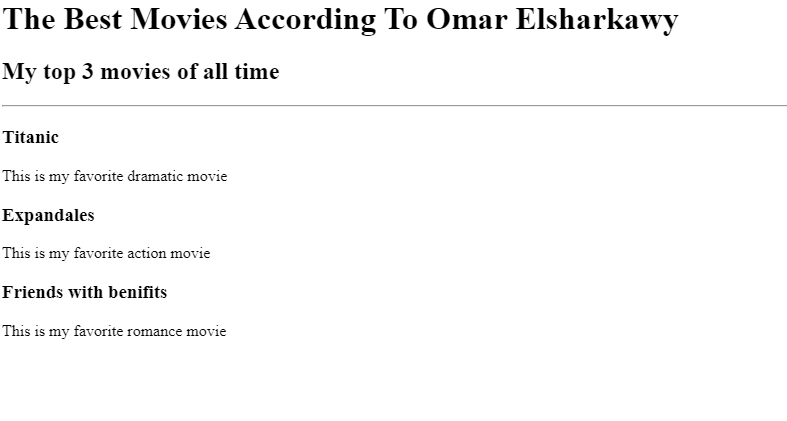 The Best Movies According To Omar Elsharkawy
My top 3 movies of all time
Titanic
This is my favorite dramatic movie
Expandales
This is my favorite action movie
Friends with benifits
This is my favorite romance movie